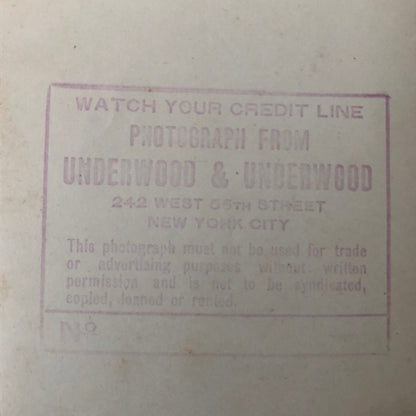 WATCH YOUR CREDIT LINE
PHOTOGRAPH FROM
UNDERWOOD & UNDERWOOD
242 WEST 55TH STREET
NEW YORK CITY
This photograph must not be used for trade
or advertising purposes without written
permission and is not to be syndicated,
copied, loaned or rented.
No